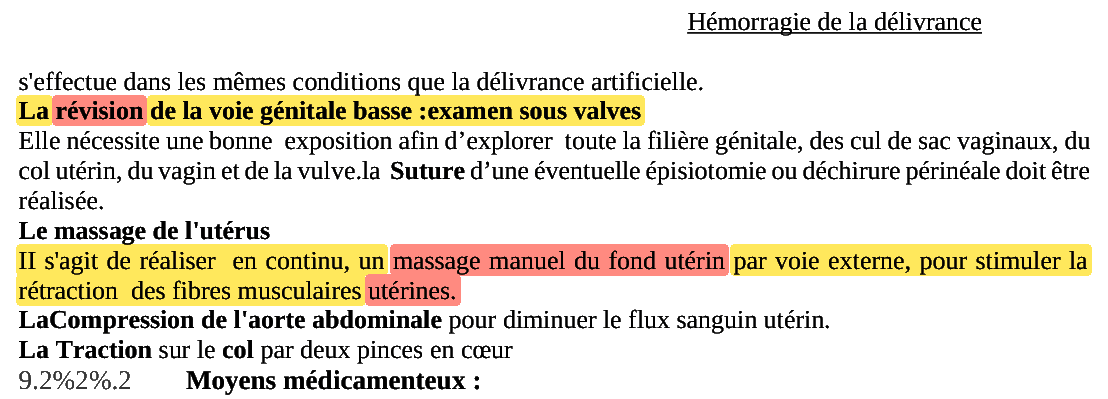 Hémorragie de la délivrance
s'effectue dans les mêmes conditions que la délivrance artificielle.
La révision de la voie génitale basse :examen sous valves
Elle nécessite une bonne exposition afin d’explorer toute la filière génitale, des cul de sac vaginaux, du
col utérin, du vagin et de la vulve.la Suture d’une éventuelle épisiotomie ou déchirure périnéale doit être
réalisée.
Le massage de l'utérus
II s'agit de réaliser en continu, un massage manuel du fond utérin par voie externe, pour stimuler la
rétraction des fibres musculaires utérines.
LaCompression de l'aorte abdominale pour diminuer le flux sanguin utérin.
La Traction sur le col par deux pinces en cœur
9.2%2%.2 Moyens médicamenteux :